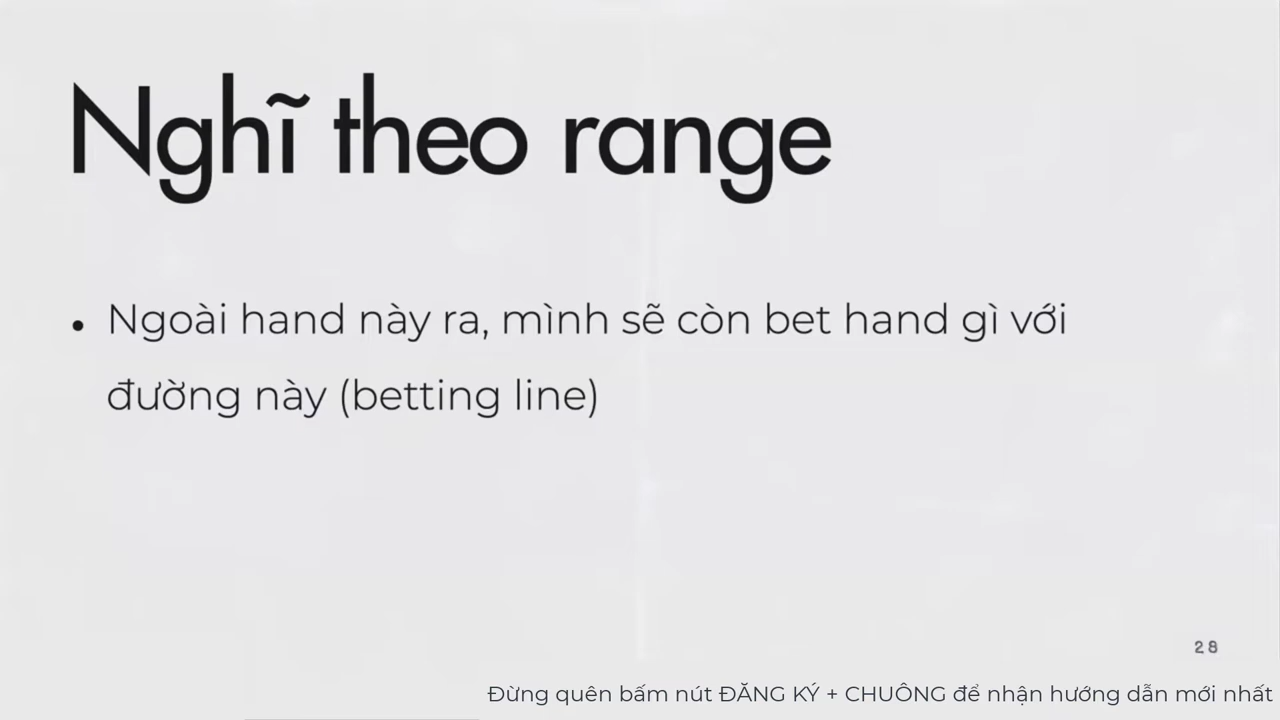 Nghĩ theo range
• Ngoài hand này ra, mình sẽ còn bet hand gì với
đường này (betting line)
28
Đừng quên bấm nút ĐĂNG KÝ + CHUÔNG để nhận hướng dẫn mới nhất